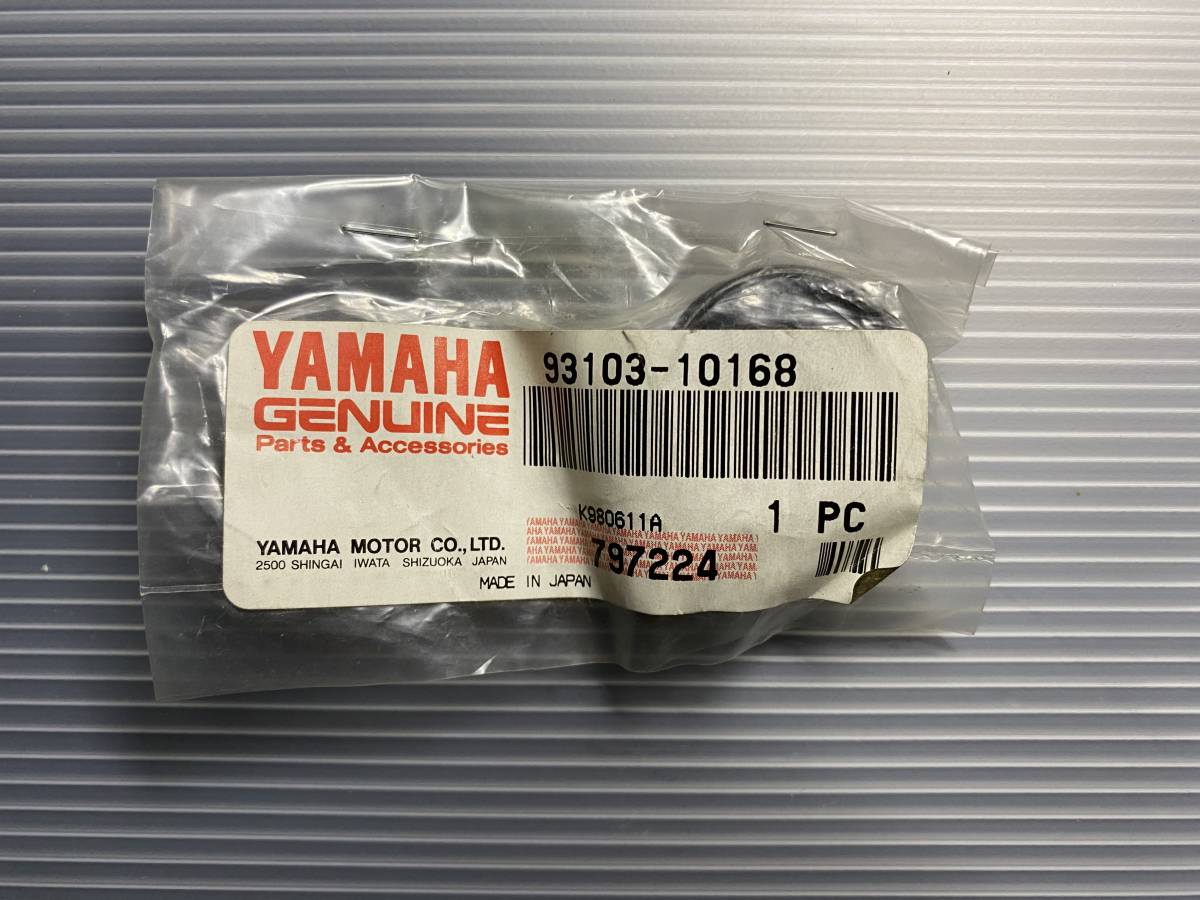 YAMAHA
GENUINE
Parts & Accessories
93103-10168
K980611A
1 PC
YAMAHA MOTOR CO.,LTD.
2500 SHINGAI IWATA SHIZUOKA JAPAN
MADE IN JAPAN
797224